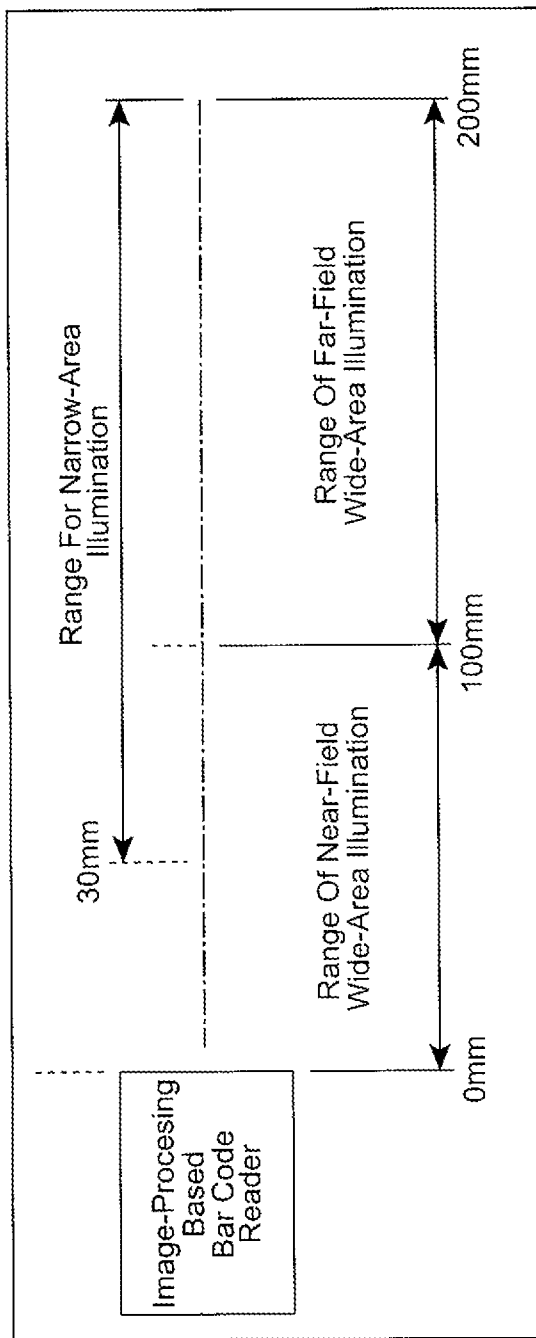 Image-Procesing
Based
Bar Code
Reader
30mm
Range For Narrow-Area
Illumination
Range Of Near-Field
Wide-Area Illumination
Range Of Far-Field
Wide-Area Illumination
0mm
100mm
200mm